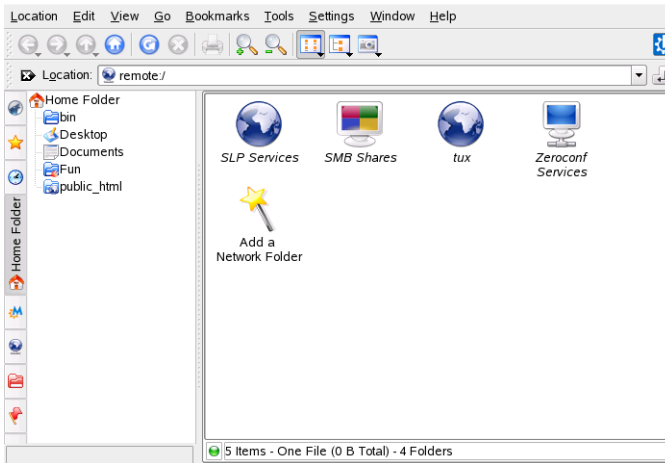 Location Edit View Go Bookmarks Tools Settings Window Help
Location: remote:/
Home Folder
Home Folder
bin
Desktop
Documents
Fun
public_html
SLP Services
SMB Shares
tux
Zeroconf
Services
Add a
Network Folder
5 Items - One File (0 B Total) - 4 Folders